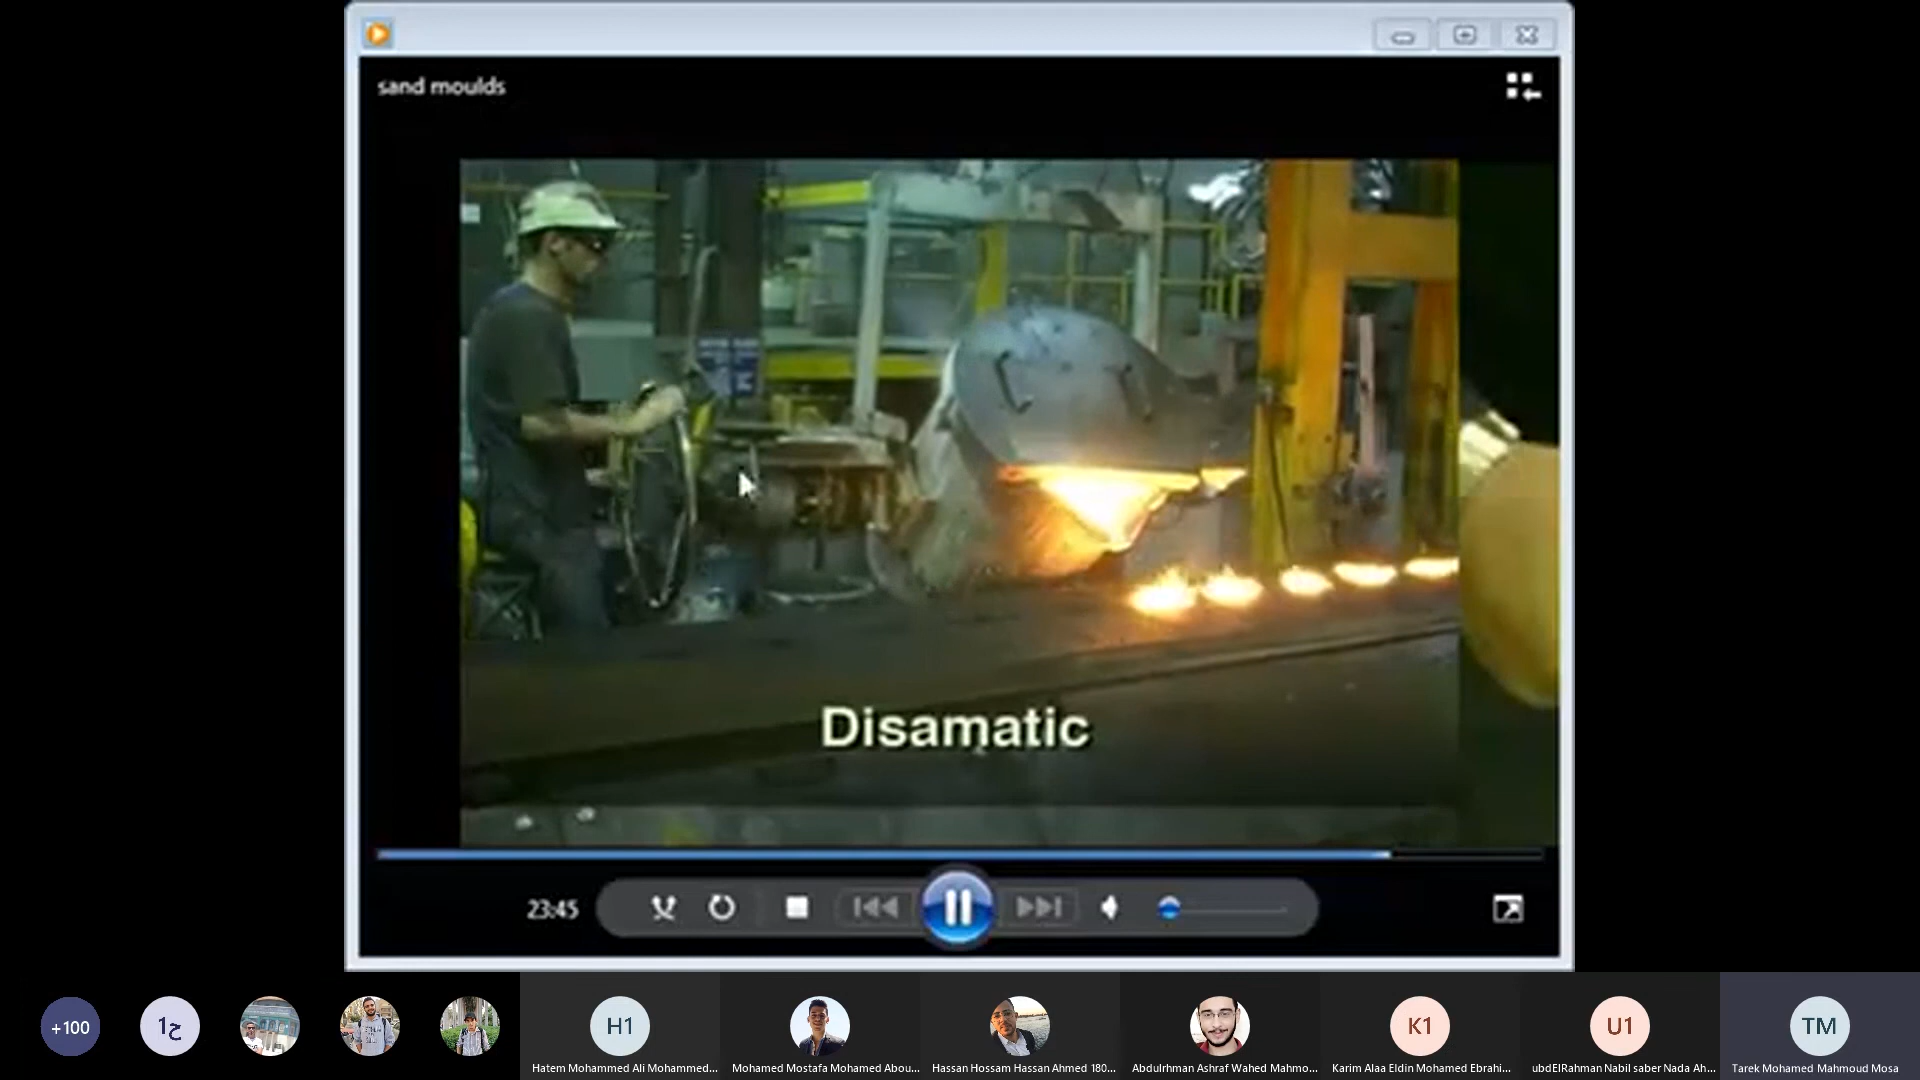 sand moulds
Disamatic
23:45
+100
ح1
H1
K1
U1
TM
Hatem Mohammed Ali Mohammed...
Mohamed Mostafa Mohamed Abou...
Hassan Hossam Hassan Ahmed 180...
Abdulrhman Ashraf Wahed Mahmo...
Karim Alaa Eldin Mohamed Ebrahi...
ubdElRahman Nabil saber Nada Ah...
Tarek Mohamed Mahmoud Mosa